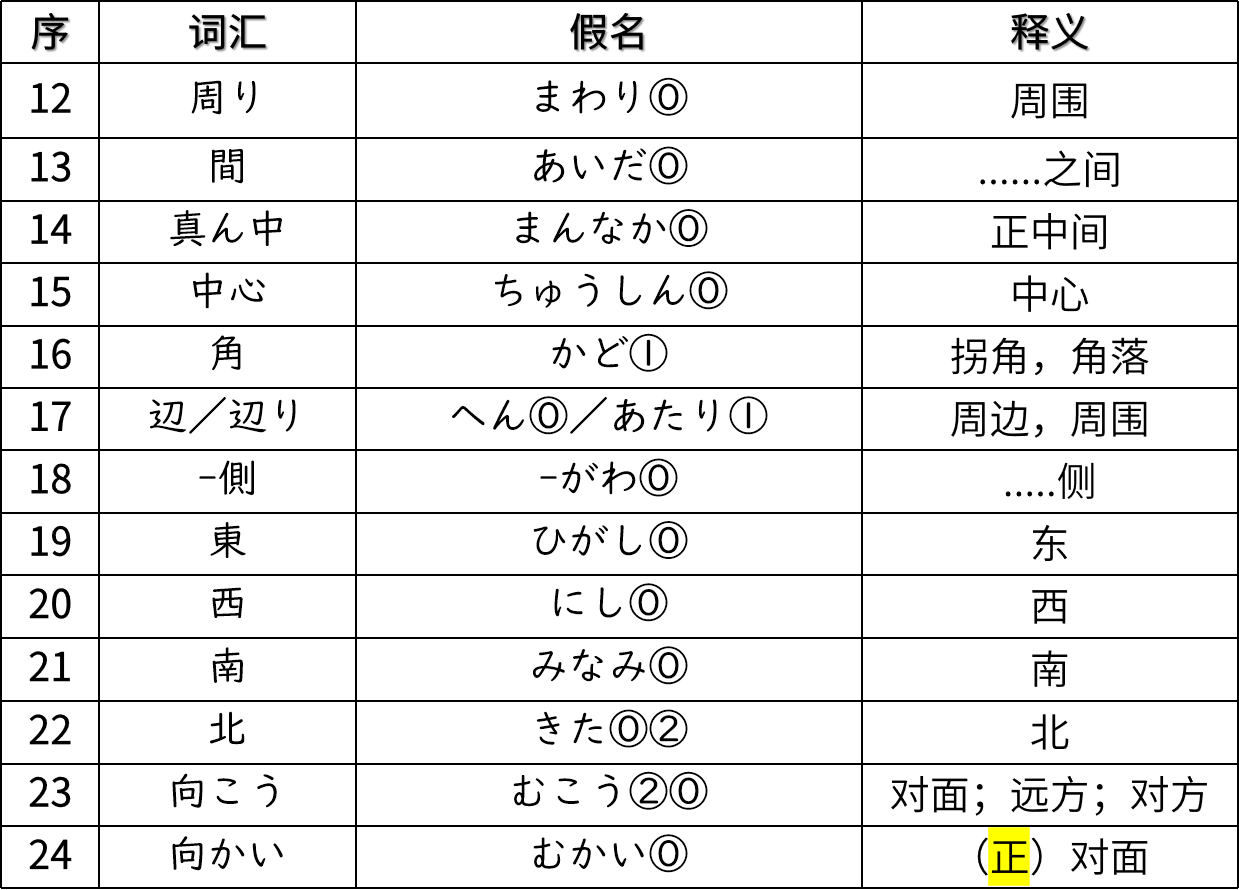 序 词汇 假名 释义
12 周り まわり⓪ 周围
13 間 あいだ⓪ ......之间
14 真ん中 まんなか⓪ 正中间
15 中心 ちゅうしん⓪ 中心
16 角 かど① 拐角，角落
17 辺／辺り へん⓪／あたり① 周边，周围
18 -側 -がわ⓪ .....侧
19 東 ひがし⓪ 东
20 西 にし⓪ 西
21 南 みなみ⓪ 南
22 北 きた⓪② 北
23 向こう むこう②⓪ 对面；远方；对方
24 向かい むかい⓪ （正）对面